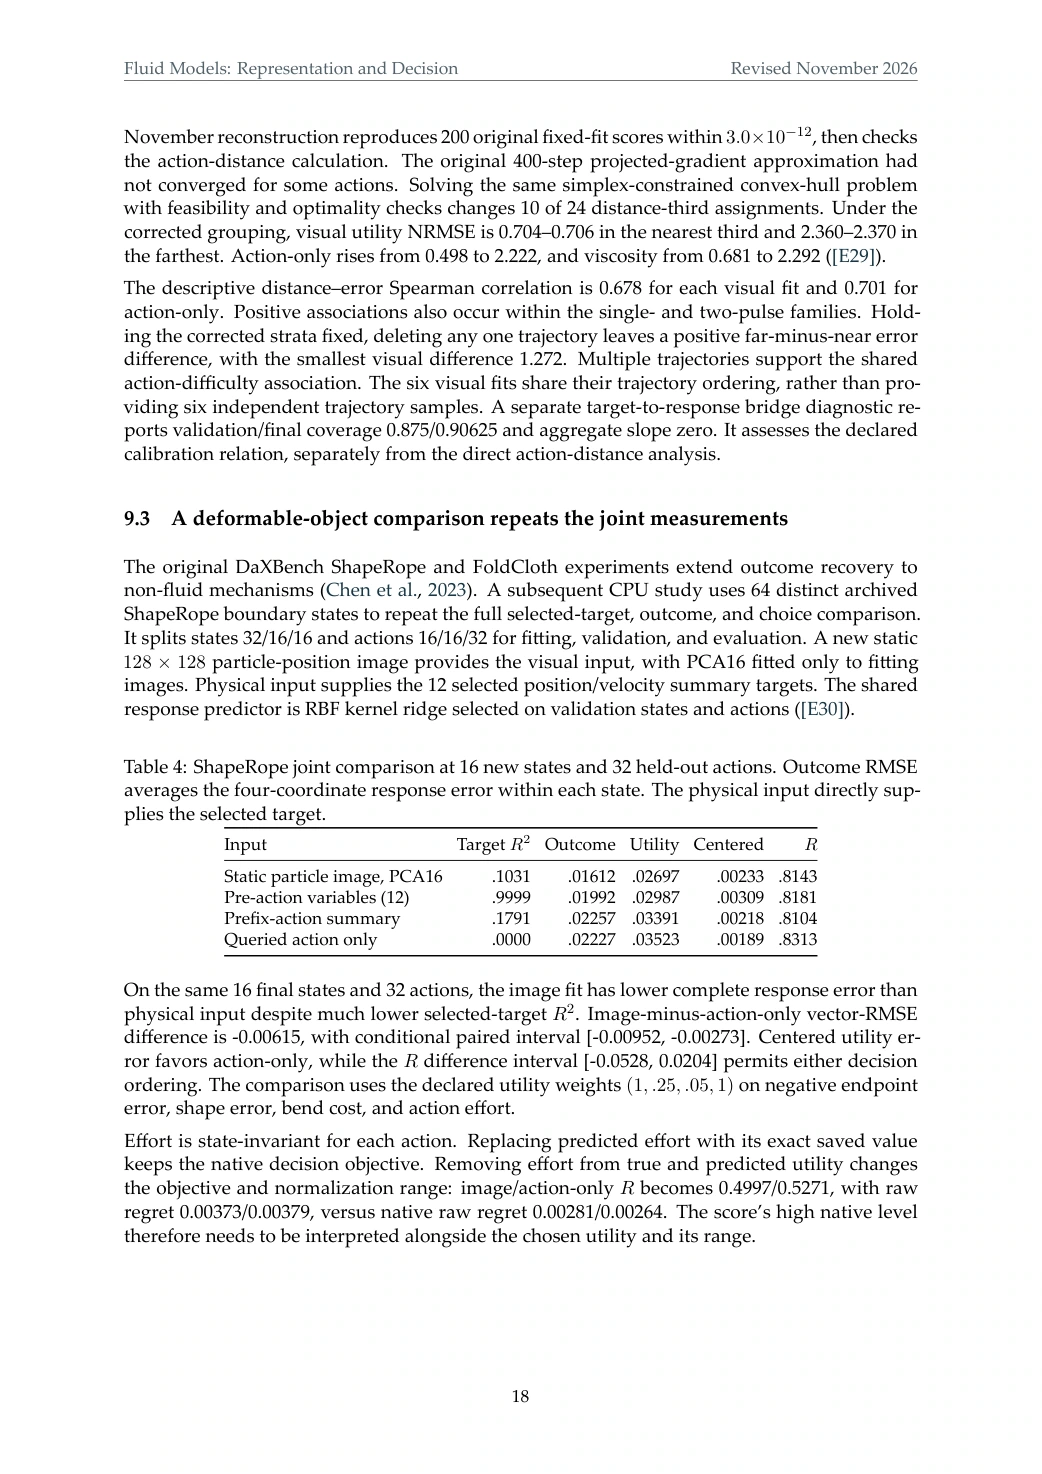 Fluid Models: Representation and Decision Revised November 2026
November reconstruction reproduces 200 original fixed-fit scores within 3.0×10⁻¹², then checks
the action-distance calculation. The original 400-step projected-gradient approximation had
not converged for some actions. Solving the same simplex-constrained convex-hull problem
with feasibility and optimality checks changes 10 of 24 distance-third assignments. Under the
corrected grouping, visual utility NRMSE is 0.704–0.706 in the nearest third and 2.360–2.370 in
the farthest. Action-only rises from 0.498 to 2.222, and viscosity from 0.681 to 2.292 ([E29]).
The descriptive distance–error Spearman correlation is 0.678 for each visual fit and 0.701 for
action-only. Positive associations also occur within the single- and two-pulse families. Hold-
ing the corrected strata fixed, deleting any one trajectory leaves a positive far-minus-near error
difference, with the smallest visual difference 1.272. Multiple trajectories support the shared
action-difficulty association. The six visual fits share their trajectory ordering, rather than pro-
viding six independent trajectory samples. A separate target-to-response bridge diagnostic re-
ports validation/final coverage 0.875/0.90625 and aggregate slope zero. It assesses the declared
calibration relation, separately from the direct action-distance analysis.
9.3 A deformable-object comparison repeats the joint measurements
The original DaXBench ShapeRope and FoldCloth experiments extend outcome recovery to
non-fluid mechanisms (Chen et al., 2023). A subsequent CPU study uses 64 distinct archived
ShapeRope boundary states to repeat the full selected-target, outcome, and choice comparison.
It splits states 32/16/16 and actions 16/16/32 for fitting, validation, and evaluation. A new static
128 × 128 particle-position image provides the visual input, with PCA16 fitted only to fitting
images. Physical input supplies the 12 selected position/velocity summary targets. The shared
response predictor is RBF kernel ridge selected on validation states and actions ([E30]).
Table 4: ShapeRope joint comparison at 16 new states and 32 held-out actions. Outcome RMSE
averages the four-coordinate response error within each state. The physical input directly sup-
plies the selected target.
Input Target R² Outcome Utility Centered R
Static particle image, PCA16 .1031 .01612 .02697 .00233 .8143
Pre-action variables (12) .9999 .01992 .02987 .00309 .8181
Prefix-action summary .1791 .02257 .03391 .00218 .8104
Queried action only .0000 .02227 .03523 .00189 .8313
On the same 16 final states and 32 actions, the image fit has lower complete response error than
physical input despite much lower selected-target R². Image-minus-action-only vector-RMSE
difference is -0.00615, with conditional paired interval [-0.00952, -0.00273]. Centered utility er-
ror favors action-only, while the R difference interval [-0.0528, 0.0204] permits either decision
ordering. The comparison uses the declared utility weights (1, .25, .05, 1) on negative endpoint
error, shape error, bend cost, and action effort.
Effort is state-invariant for each action. Replacing predicted effort with its exact saved value
keeps the native decision objective. Removing effort from true and predicted utility changes
the objective and normalization range: image/action-only R becomes 0.4997/0.5271, with raw
regret 0.00373/0.00379, versus native raw regret 0.00281/0.00264. The score's high native level
therefore needs to be interpreted alongside the chosen utility and its range.
18